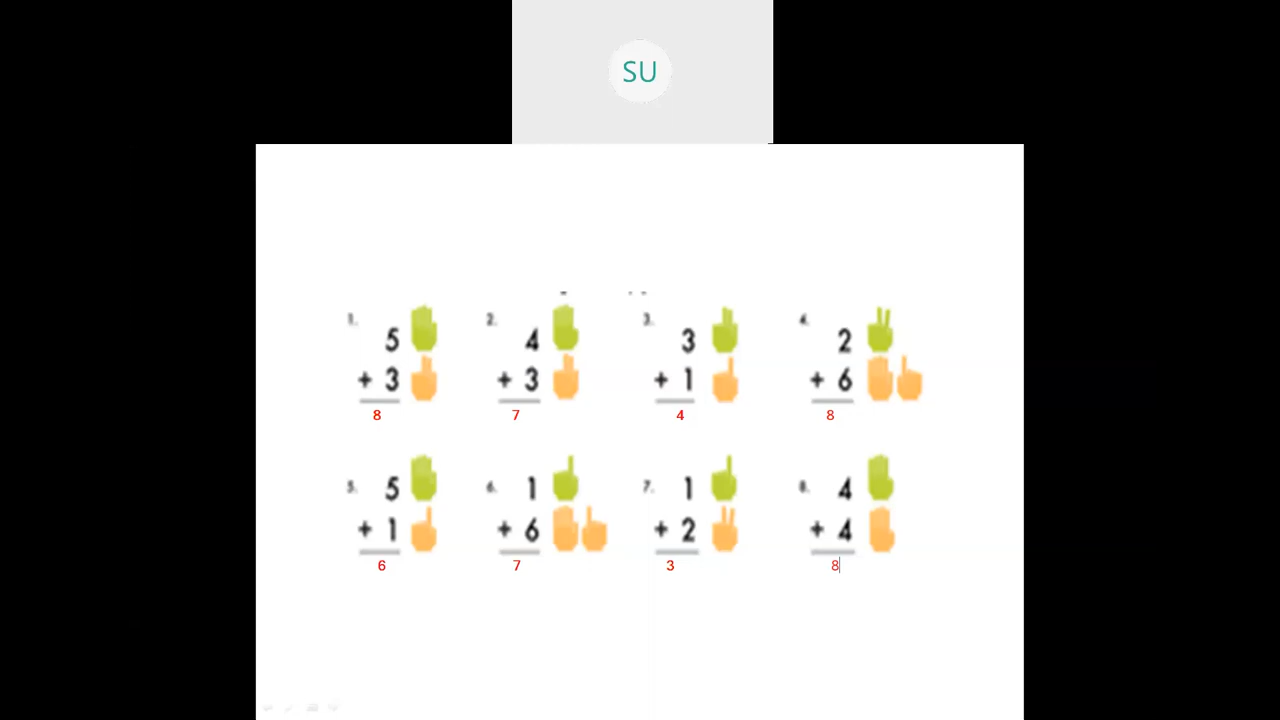 SU
1. 2. 3. 4.
5 4 3 2
+ 3 + 3 + 1 + 6
8 7 4 8
5. 6. 7. 8.
5 1 1 4
+ 1 + 6 + 2 + 4
6 7 3 8